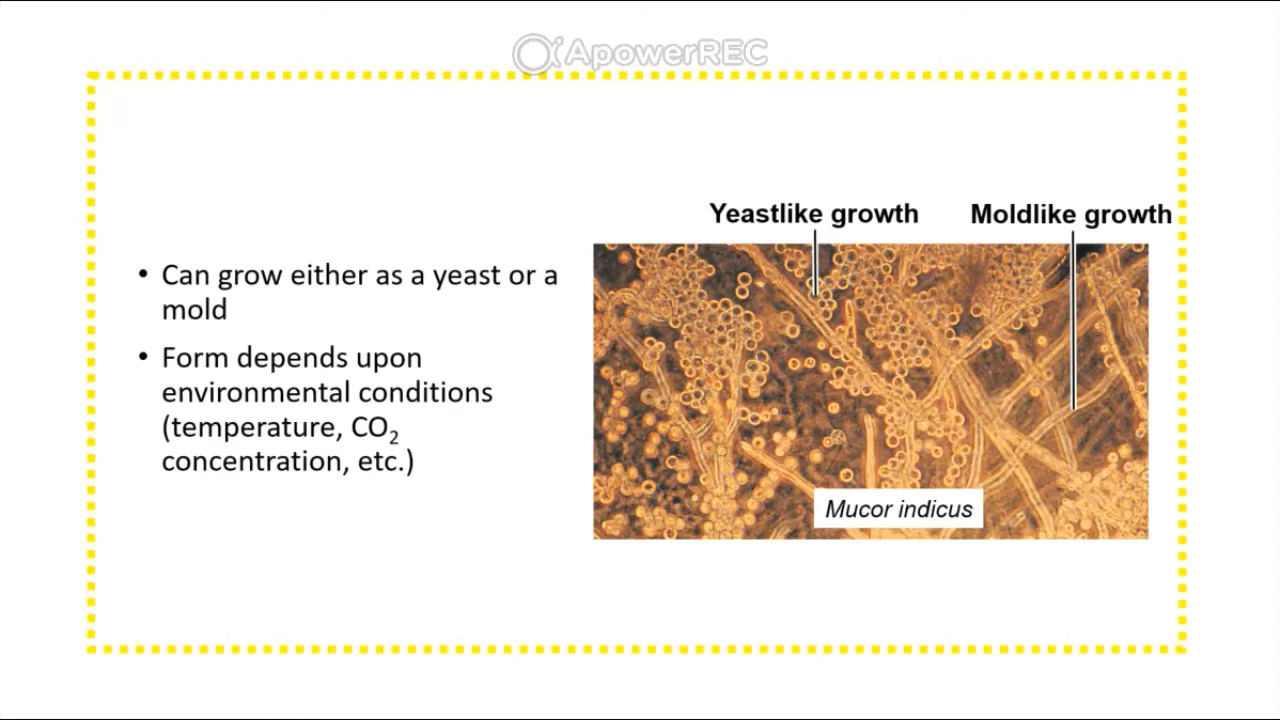 ApowerREC
Yeastlike growth
Moldlike growth
• Can grow either as a yeast or a
mold
• Form depends upon
environmental conditions
(temperature, CO₂
concentration, etc.)
Mucor indicus